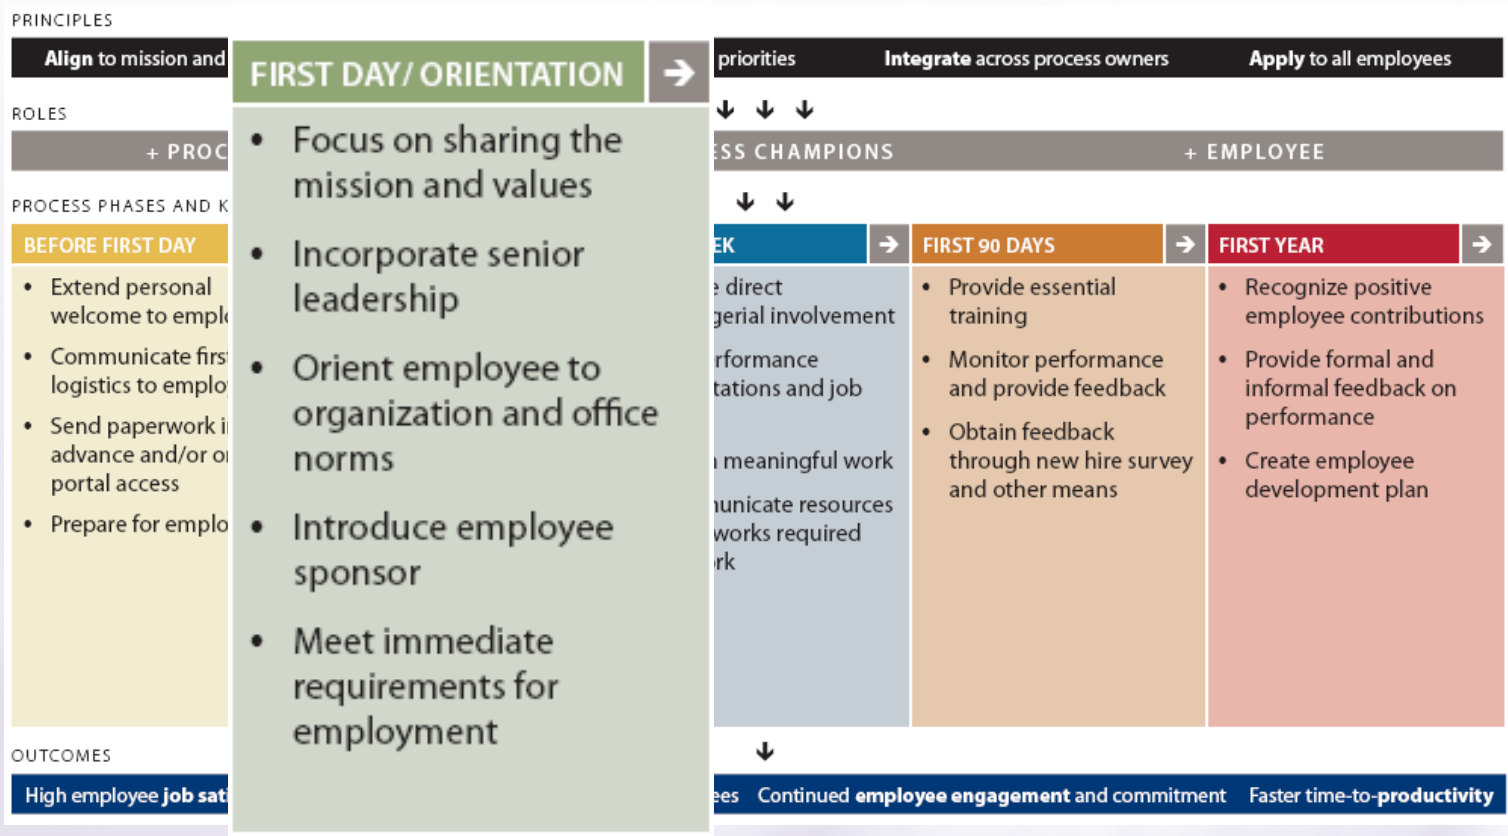 PRINCIPLES
Align to mission and
priorities
Integrate across process owners
Apply to all employees
ROLES
+ PROC
ESS CHAMPIONS
+ EMPLOYEE
PROCESS PHASES AND K
BEFORE FIRST DAY
• Extend personal
welcome to empl
• Communicate firs
logistics to emplo
• Send paperwork i
advance and/or o
portal access
• Prepare for emplo
FIRST DAY/ ORIENTATION
• Focus on sharing the
mission and values
• Incorporate senior
leadership
• Orient employee to
organization and office
norms
• Introduce employee
sponsor
• Meet immediate
requirements for
employment
EK
direct
gerial involvement
rformance
tations and job
meaningful work
unicate resources
works required
rk
FIRST 90 DAYS
• Provide essential
training
• Monitor performance
and provide feedback
• Obtain feedback
through new hire survey
and other means
FIRST YEAR
• Recognize positive
employee contributions
• Provide formal and
informal feedback on
performance
• Create employee
development plan
OUTCOMES
High employee job sati
ees
Continued employee engagement and commitment
Faster time-to-productivity